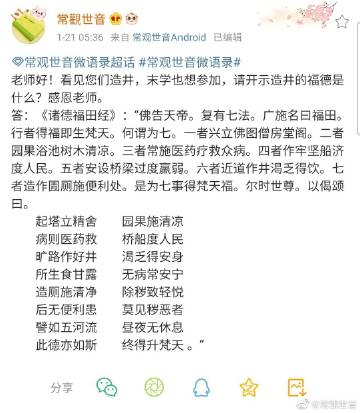 常觀世音
1-21 05:36 来自 常观世音Android 已编辑
常观世音微语录超话 #常观世音微语录#
老师好！看见您们造井，末学也想参加，请开示造井的福德是
什么？感恩老师。
答：《诸德福田经》：“佛告天帝。复有七法。广施名曰福田。
行者得福即生梵天。何谓为七。一者兴立佛图僧房堂阁。二者
园果浴池树木清凉。三者常施医药疗救众病。四者作牢坚船济
度人民。五者安设桥梁过度羸弱。六者近道作井渴乏得饮。七
者造作圊厕施便利处。是为七事得梵天福。尔时世尊。以偈颂
曰。
起塔立精舍 园果施清凉
病则医药救 桥船度人民
旷路作好井 渴乏得安身
所生食甘露 无病常安宁
造厕施清净 除秽致轻悦
后无便利患 莫见秽恶者
譬如五河流 昼夜无休息
此德亦如斯 终得升梵天 。”
分享
@常觀世音